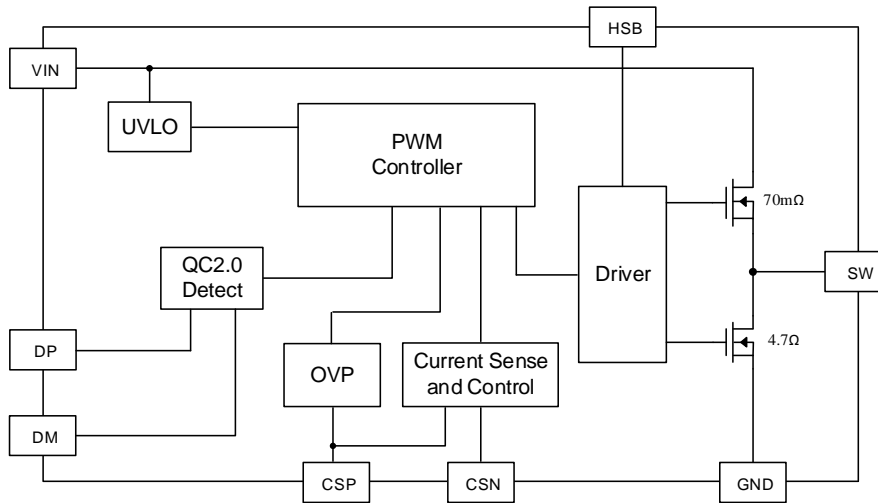 HSB
VIN
UVLO
PWM
Controller
70mΩ
QC2.0
Detect
Driver
SW
DP
OVP
Current Sense
and Control
4.7Ω
DM
CSP
CSN
GND